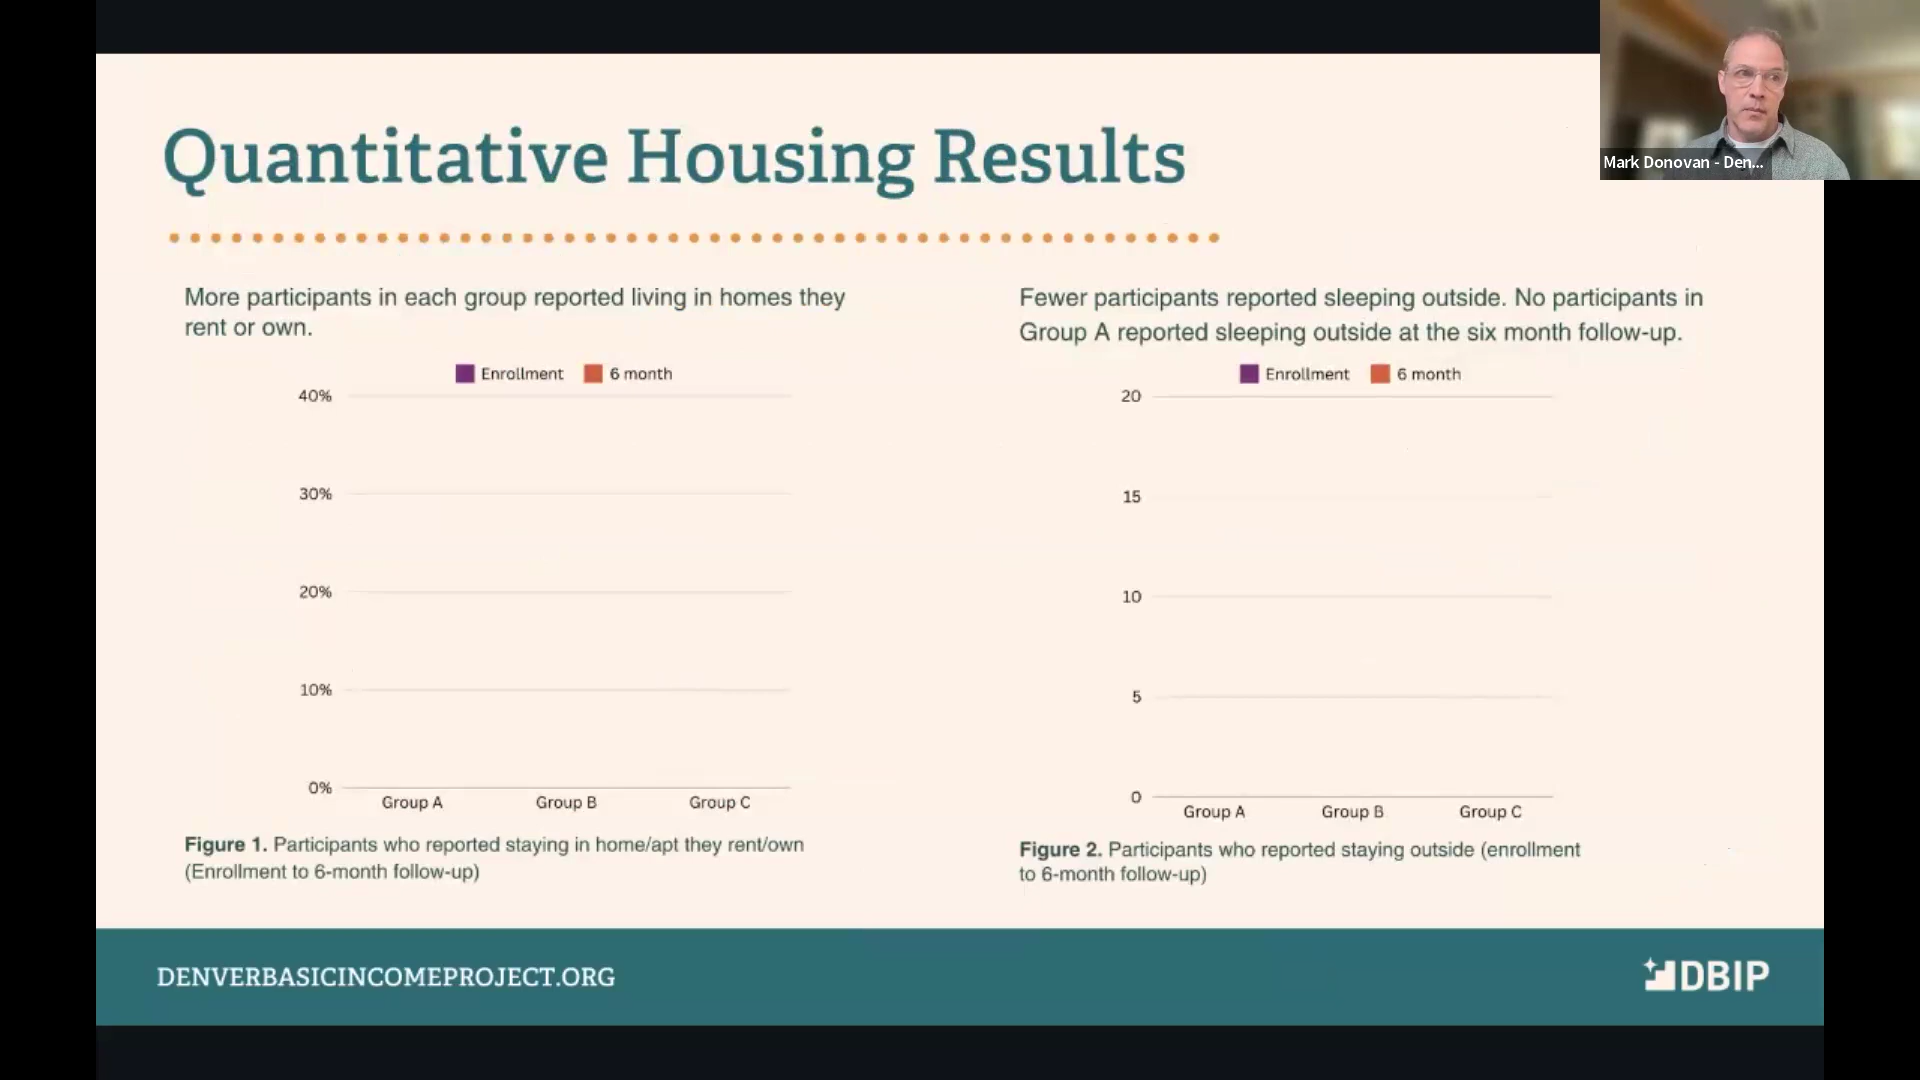 Mark Donovan - Den...
Quantitative Housing Results
More participants in each group reported living in homes they
rent or own.
Enrollment 6 month
40%
30%
20%
10%
0%
Group A Group B Group C
Figure 1. Participants who reported staying in home/apt they rent/own
(Enrollment to 6-month follow-up)
Fewer participants reported sleeping outside. No participants in
Group A reported sleeping outside at the six month follow-up.
Enrollment 6 month
20
15
10
5
0
Group A Group B Group C
Figure 2. Participants who reported staying outside (enrollment
to 6-month follow-up)
DENVERBASICINCOMEPROJECT.ORG
DBIP